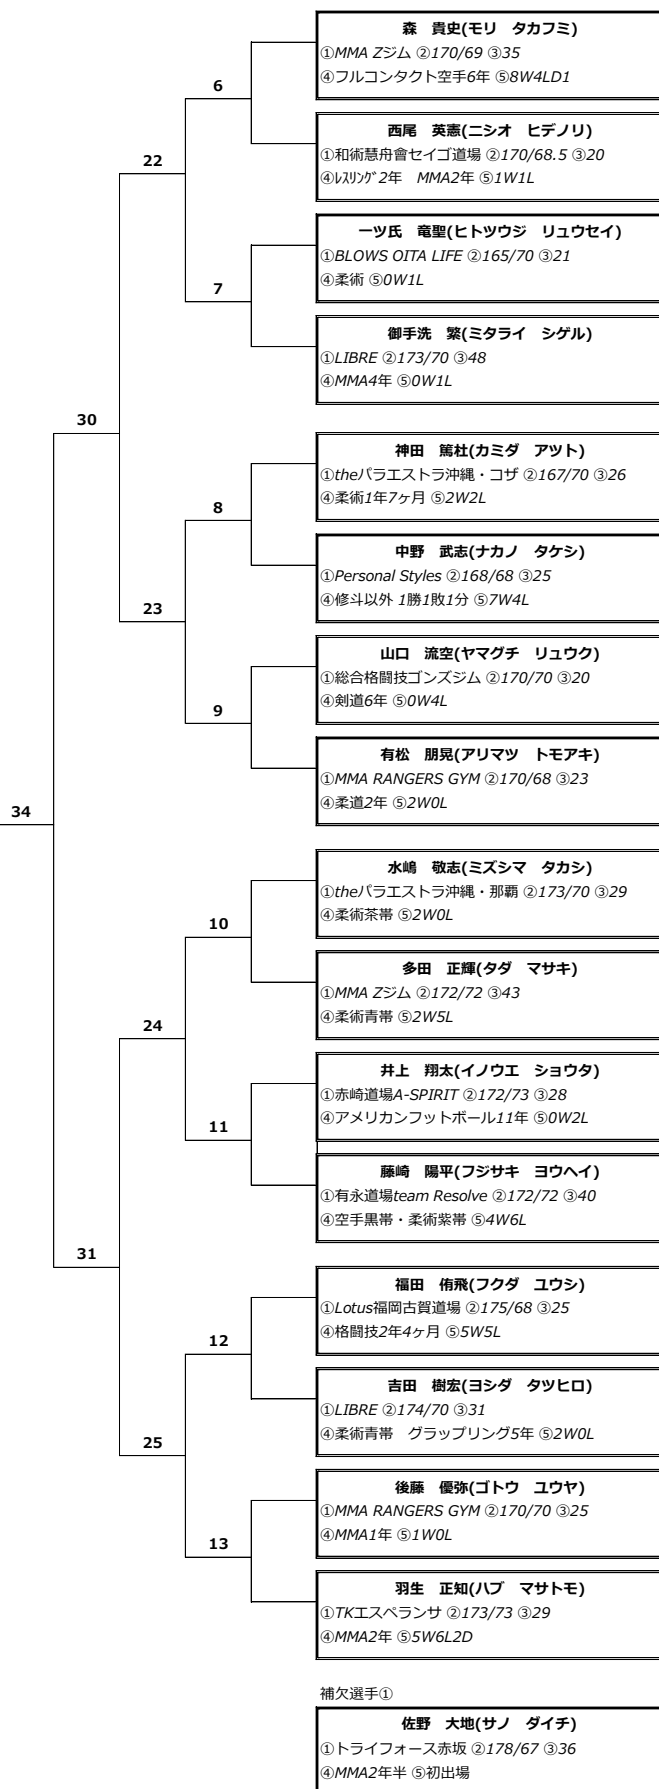 森　貴史(モリ　タカフミ)
①MMA Zジム ②170/69 ③35
④フルコンタクト空手6年 ⑤8W4LD1
6
西尾　英憲(ニシオ　ヒデノリ)
①和術慧舟會セイゴ道場 ②170/68.5 ③20
④ﾚｽﾘﾝｸﾞ2年　MMA2年 ⑤1W1L
22
一ツ氏　竜聖(ヒトツウジ　リュウセイ)
①BLOWS OITA LIFE ②165/70 ③21
④柔術 ⑤0W1L
7
御手洗　繁(ミタライ　シゲル)
①LIBRE ②173/70 ③48
④MMA4年 ⑤0W1L
30
神田　篤杜(カミダ　アツト)
①theパラエストラ沖縄・コザ ②167/70 ③26
④柔術1年7ヶ月 ⑤2W2L
8
中野　武志(ナカノ　タケシ)
①Personal Styles ②168/68 ③25
④修斗以外 1勝1敗1分 ⑤7W4L
23
山口　流空(ヤマグチ　リュウク)
①総合格闘技ゴンズジム ②170/70 ③20
④剣道6年 ⑤0W4L
9
有松　朋晃(アリマツ　トモアキ)
①MMA RANGERS GYM ②170/68 ③23
④柔道2年 ⑤2W0L
34
水嶋　敬志(ミズシマ　タカシ)
①theパラエストラ沖縄・那覇 ②173/70 ③29
④柔術茶帯 ⑤2W0L
10
多田　正輝(タダ　マサキ)
①MMA Zジム ②172/72 ③43
④柔術青帯 ⑤2W5L
24
井上　翔太(イノウエ　ショウタ)
①赤崎道場A-SPIRIT ②172/73 ③28
④アメリカンフットボール11年 ⑤0W2L
11
藤崎　陽平(フジサキ　ヨウヘイ)
①有永道場team Resolve ②172/72 ③40
④空手黒帯・柔術紫帯 ⑤4W6L
31
福田　侑飛(フクダ　ユウシ)
①Lotus福岡古賀道場 ②175/68 ③25
④格闘技2年4ヶ月 ⑤5W5L
12
吉田　樹宏(ヨシダ　タツヒロ)
①LIBRE ②174/70 ③31
④柔術青帯　グラップリング5年 ⑤2W0L
25
後藤　優弥(ゴトウ　ユウヤ)
①MMA RANGERS GYM ②170/70 ③25
④MMA1年 ⑤1W0L
13
羽生　正知(ハブ　マサトモ)
①TKエスペランサ ②173/73 ③29
④MMA2年 ⑤5W6L2D
補欠選手①
佐野　大地(サノ　ダイチ)
①トライフォース赤坂 ②178/67 ③36
④MMA2年半 ⑤初出場